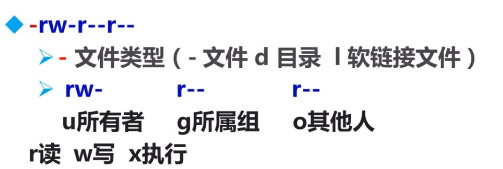 -rw-r--r--
- 文件类型（- 文件 d 目录 l 软链接文件）
rw- r-- r--
u所有者 g所属组 o其他人
r读 w写 x执行